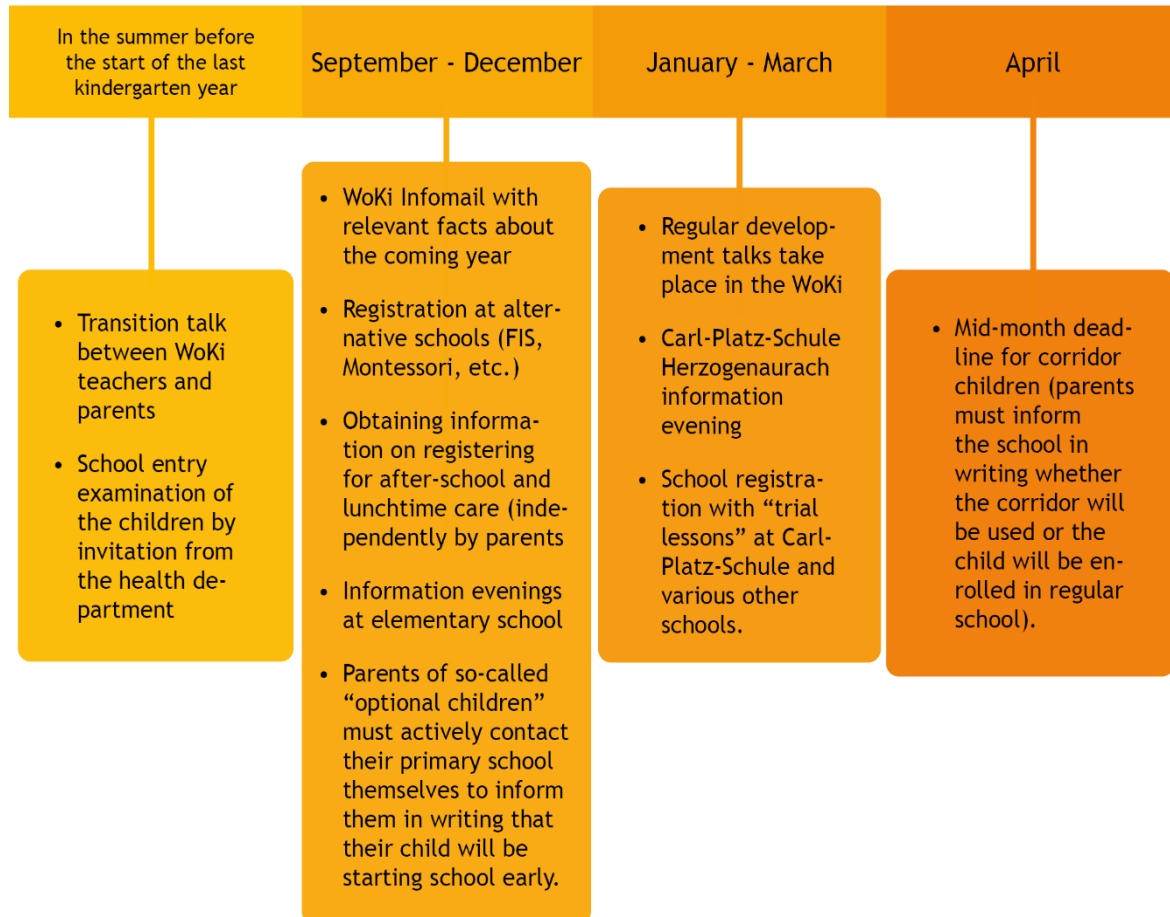 In the summer before
the start of the last
kindergarten year
September - December
January - March
April
• Transition talk
between WoKi
teachers and
parents
• School entry
examination of
the children by
invitation from
the health de-
partment
• WoKi Infomail with
relevant facts about
the coming year
• Registration at alter-
native schools (FIS,
Montessori, etc.)
• Obtaining informa-
tion on registering
for after-school and
lunchtime care (inde-
pendently by parents
• Information evenings
at elementary school
• Parents of so-called
“optional children”
must actively contact
their primary school
themselves to inform
them in writing that
their child will be
starting school early.
• Regular develop-
ment talks take
place in the WoKi
• Carl-Platz-Schule
Herzogenaurach
information
evening
• School registra-
tion with “trial
lessons” at Carl-
Platz-Schule and
various other
schools.
• Mid-month dead-
line for corridor
children (parents
must inform
the school in
writing whether
the corridor will
be used or the
child will be en-
rolled in regular
school).